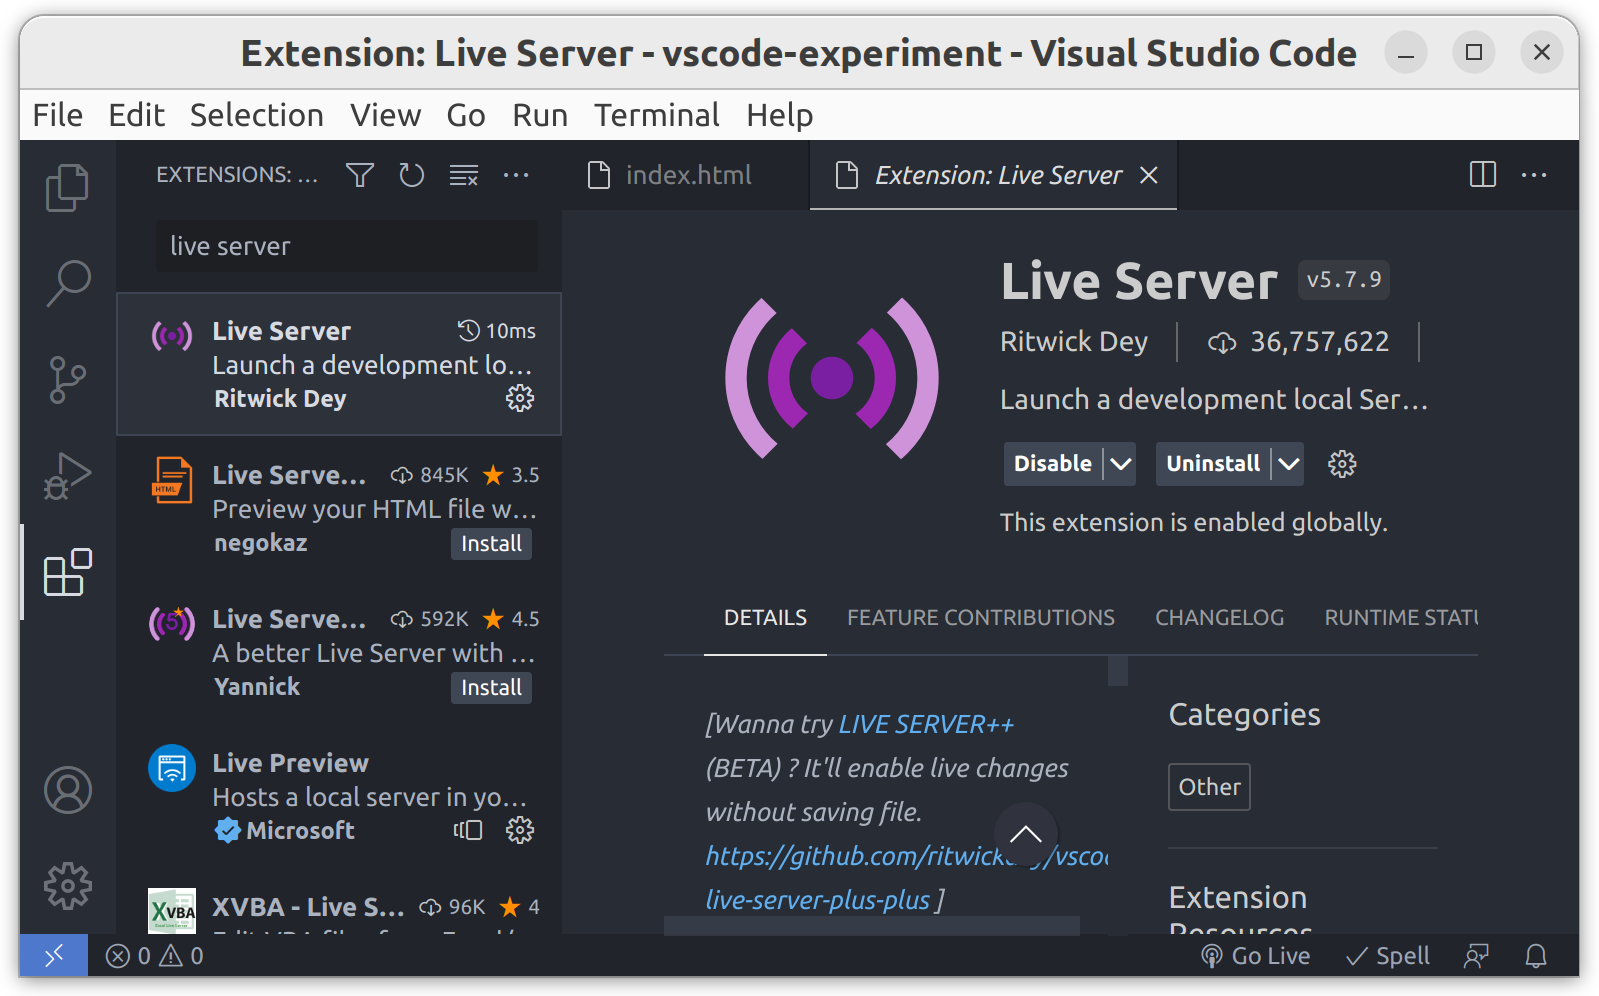 Extension: Live Server - vscode-experiment - Visual Studio Code
File Edit Selection View Go Run Terminal Help
EXTENSIONS: ...
index.html
Extension: Live Server
live server
Live Server 10ms
Launch a development lo...
Ritwick Dey
Live Serve... 845K 3.5
Preview your HTML file w...
negokaz Install
HTML
Live Serve... 592K 4.5
A better Live Server with ...
Yannick Install
5
Live Preview
Hosts a local server in yo...
Microsoft
XVBA - Live S... 96K 4
XVBA
Live Server v5.7.9
Ritwick Dey 36,757,622
Launch a development local Ser...
Disable Uninstall
This extension is enabled globally.
DETAILS FEATURE CONTRIBUTIONS CHANGELOG RUNTIME STATU
[Wanna try LIVE SERVER++
(BETA) ? It'll enable live changes
without saving file.
https://github.com/ritwick /vsco
live-server-plus-plus ]
Categories
Other
Extension
Resources
0 0
Go Live Spell